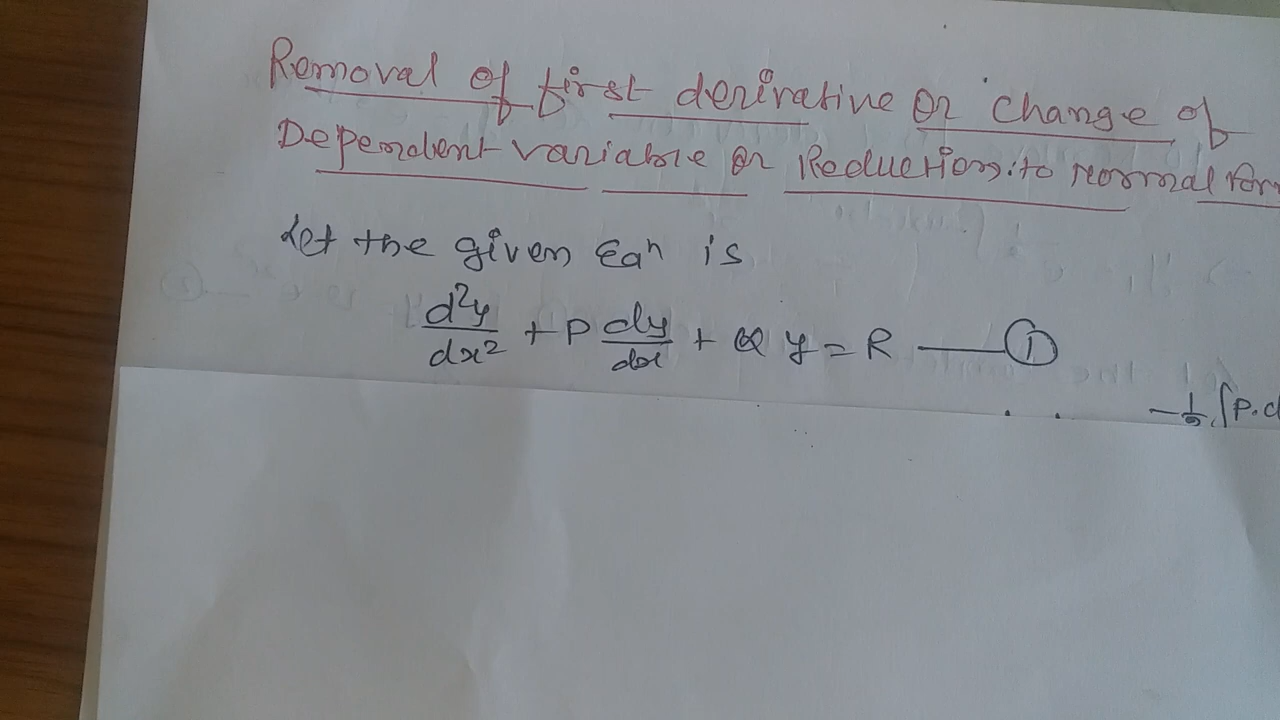 Removal of first derivative or change of
Dependent variable or Reduction to normal form
Let the given Eqn is
d²y/dx² + P dy/dx + Q y = R —— ①
-½ ∫P.d